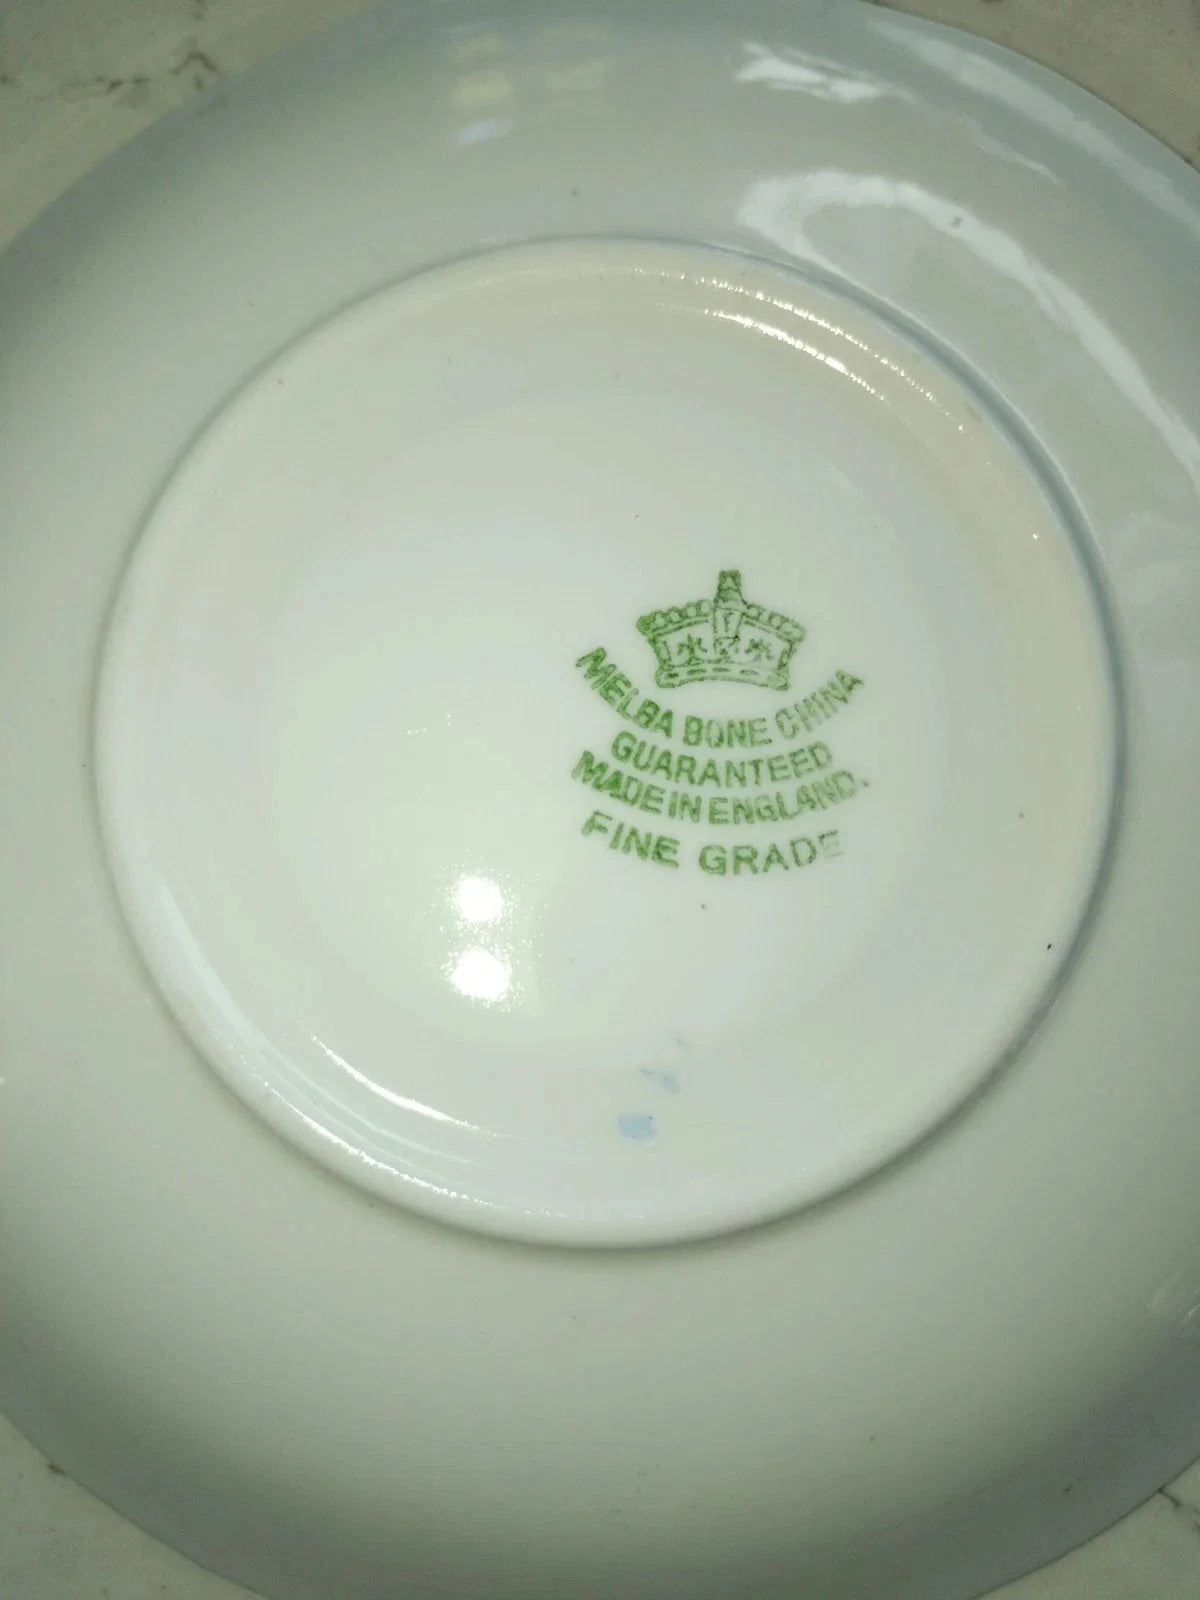 MELBA BONE CHINA
GUARANTEED
MADE IN ENGLAND.
FINE GRADE